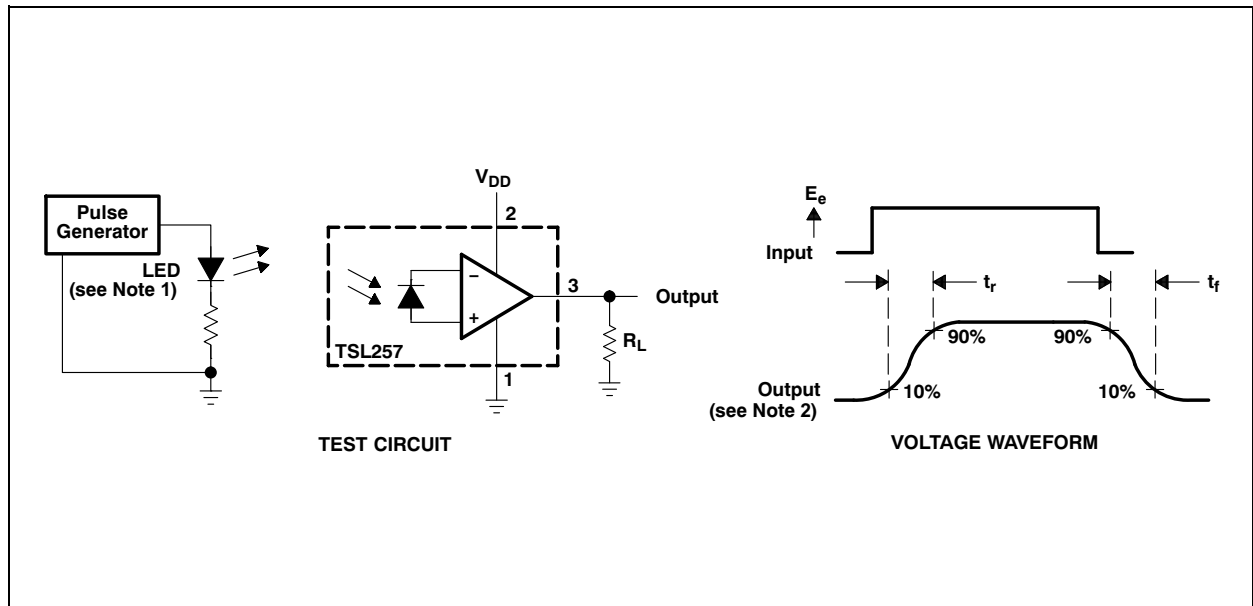 Pulse
Generator
LED
(see Note 1)
V_DD
2
−
+
3
Output
R_L
TSL257
1
TEST CIRCUIT
E_e
Input
t_r
t_f
90%
90%
Output
(see Note 2)
10%
10%
VOLTAGE WAVEFORM